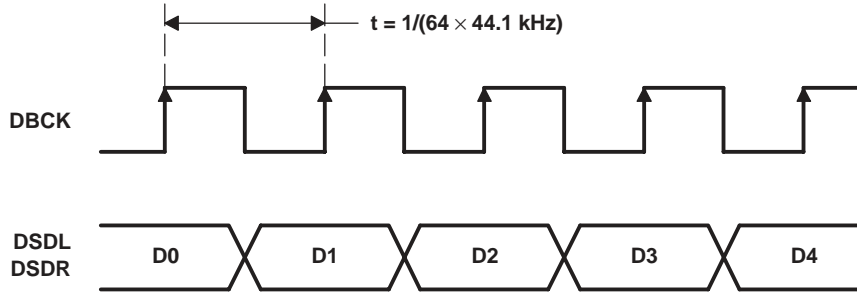 t = 1/(64 × 44.1 kHz)
DBCK
DSDL
DSDR
D0 D1 D2 D3 D4